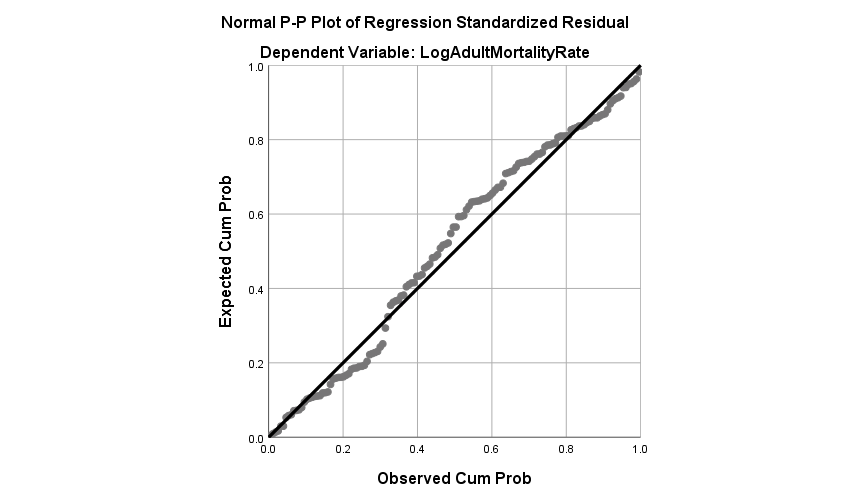 Normal P-P Plot of Regression Standardized Residual
Dependent Variable: LogAdultMortalityRate
Expected Cum Prob
1.0
0.8
0.6
0.4
0.2
0.0
0.0 0.2 0.4 0.6 0.8 1.0
Observed Cum Prob